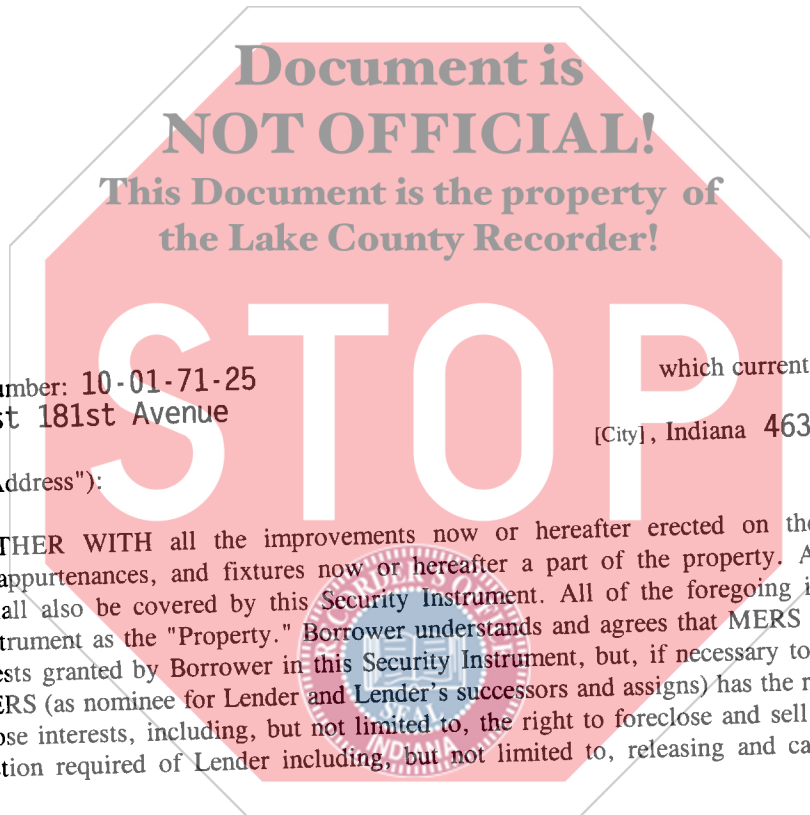 Document is
NOT OFFICIAL!
This Document is the property of
the Lake County Recorder!
STOP
umber: 10-01-71-25
which current
st 181st Avenue
[City], Indiana 463
Address"):
THER WITH all the improvements now or hereafter erected on the
appurtenances, and fixtures now or hereafter a part of the property. A
all also be covered by this Security Instrument. All of the foregoing i
trument as the "Property." Borrower understands and agrees that MERS
ests granted by Borrower in this Security Instrument, but, if necessary to
ERS (as nominee for Lender and Lender's successors and assigns) has the r
ose interests, including, but not limited to, the right to foreclose and sell
tion required of Lender including, but not limited to, releasing and ca
RECORDER'S OFFICE
SEAL
INDIANA